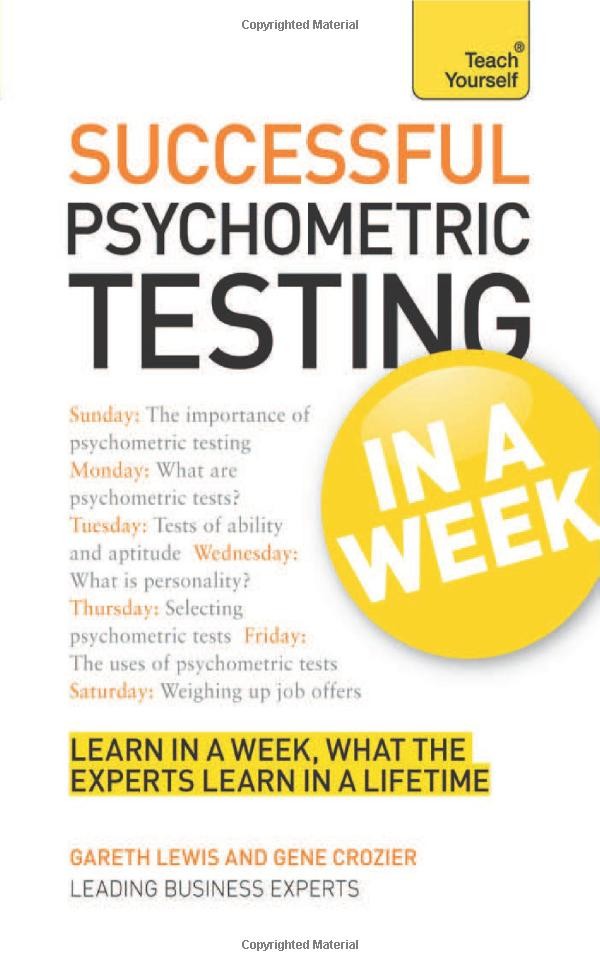 Copyrighted Material
Teach®
Yourself
SUCCESSFUL
PSYCHOMETRIC
TESTING
IN A
WEEK
Sunday: The importance of
psychometric testing
Monday: What are
psychometric tests?
Tuesday: Tests of ability
and aptitude Wednesday:
What is personality?
Thursday: Selecting
psychometric tests Friday:
The uses of psychometric tests
Saturday: Weighing up job offers
LEARN IN A WEEK, WHAT THE
EXPERTS LEARN IN A LIFETIME
GARETH LEWIS AND GENE CROZIER
LEADING BUSINESS EXPERTS
Copyrighted Material